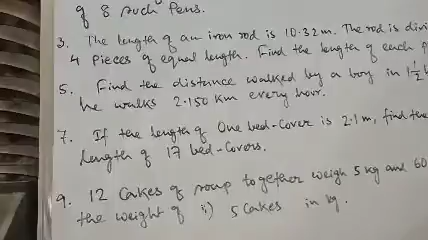 of 8 such Pens.
3. The length of an iron rod is 10.32 m. The rod is divi
4 pieces of equal length. Find the length of each p
5. Find the distance walked by a boy in 1 1/2 h
he walks 2.150 km every hour.
7. If the length of One bed-Cover is 2.1 m, find the
length of 17 bed-Covers.
9. 12 Cakes of soap together weigh 5 kg and 60
the weight of i) 5 Cakes in kg.